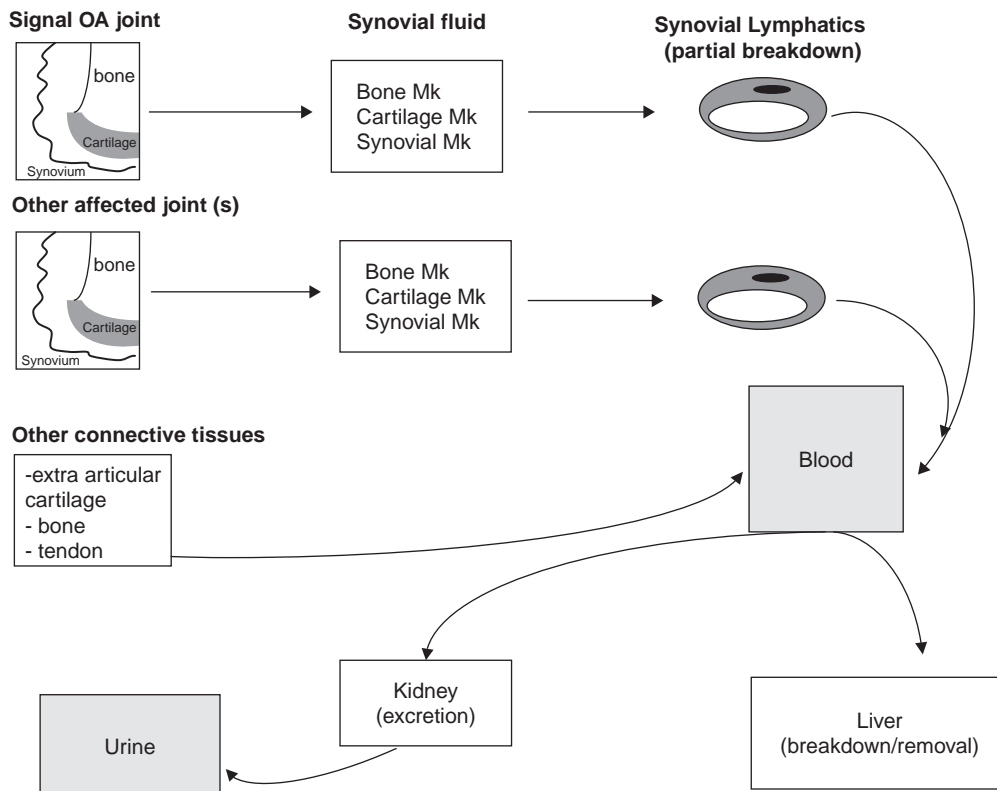 Signal OA joint
Synovial fluid
Synovial Lymphatics
(partial breakdown)
bone
Cartilage
Synovium
Bone Mk
Cartilage Mk
Synovial Mk
Other affected joint (s)
bone
Cartilage
Synovium
Bone Mk
Cartilage Mk
Synovial Mk
Other connective tissues
-extra articular
cartilage
- bone
- tendon
Blood
Kidney
(excretion)
Urine
Liver
(breakdown/removal)